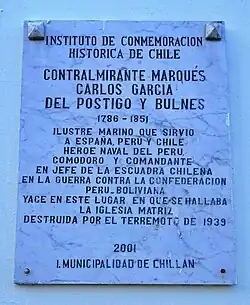 INSTITUTO DE CONMEMORACION
HISTORICA DE CHILE
CONTRALMIRANTE MARQUÉS
CARLOS GARCIA
DEL POSTIGO Y BULNES
1786 - 1851
ILUSTRE MARINO QUE SIRVIO
A ESPAÑA, PERU Y CHILE
HEROE NAVAL DEL PERU.
COMODORO Y COMANDANTE
EN JEFE DE LA ESCUADRA CHILENA
EN LA GUERRA CONTRA LA CONFEDERACION
PERU-BOLIVIANA.
YACE EN ESTE LUGAR EN QUE SE HALLABA
LA IGLESIA MATRIZ
DESTRUIDA POR EL TERREMOTO DE 1939
2001
I. MUNICIPALIDAD DE CHILLAN